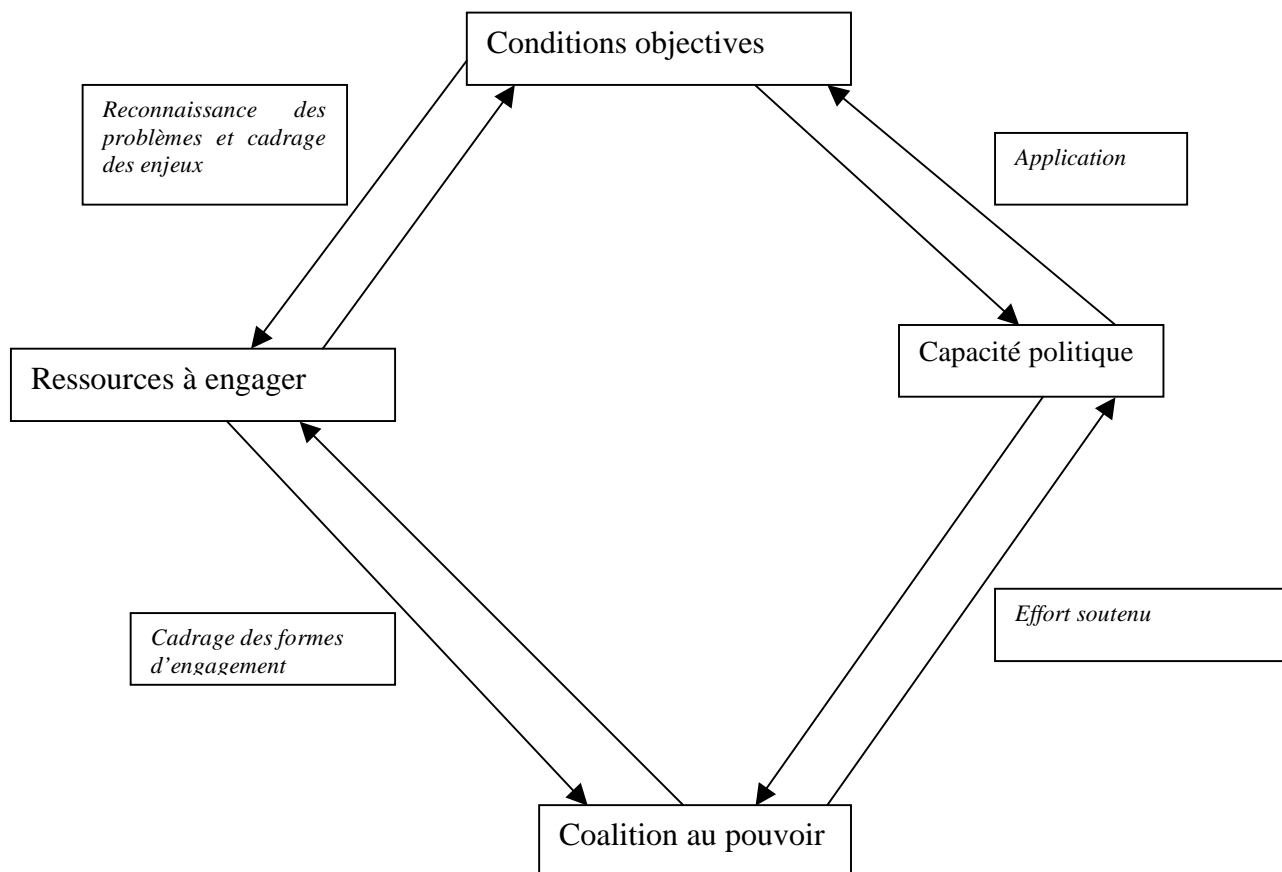 Conditions objectives
Reconnaissance des
problèmes et cadrage
des enjeux
Application
Capacité politique
Ressources à engager
Effort soutenu
Cadrage des formes
d'engagement
Coalition au pouvoir